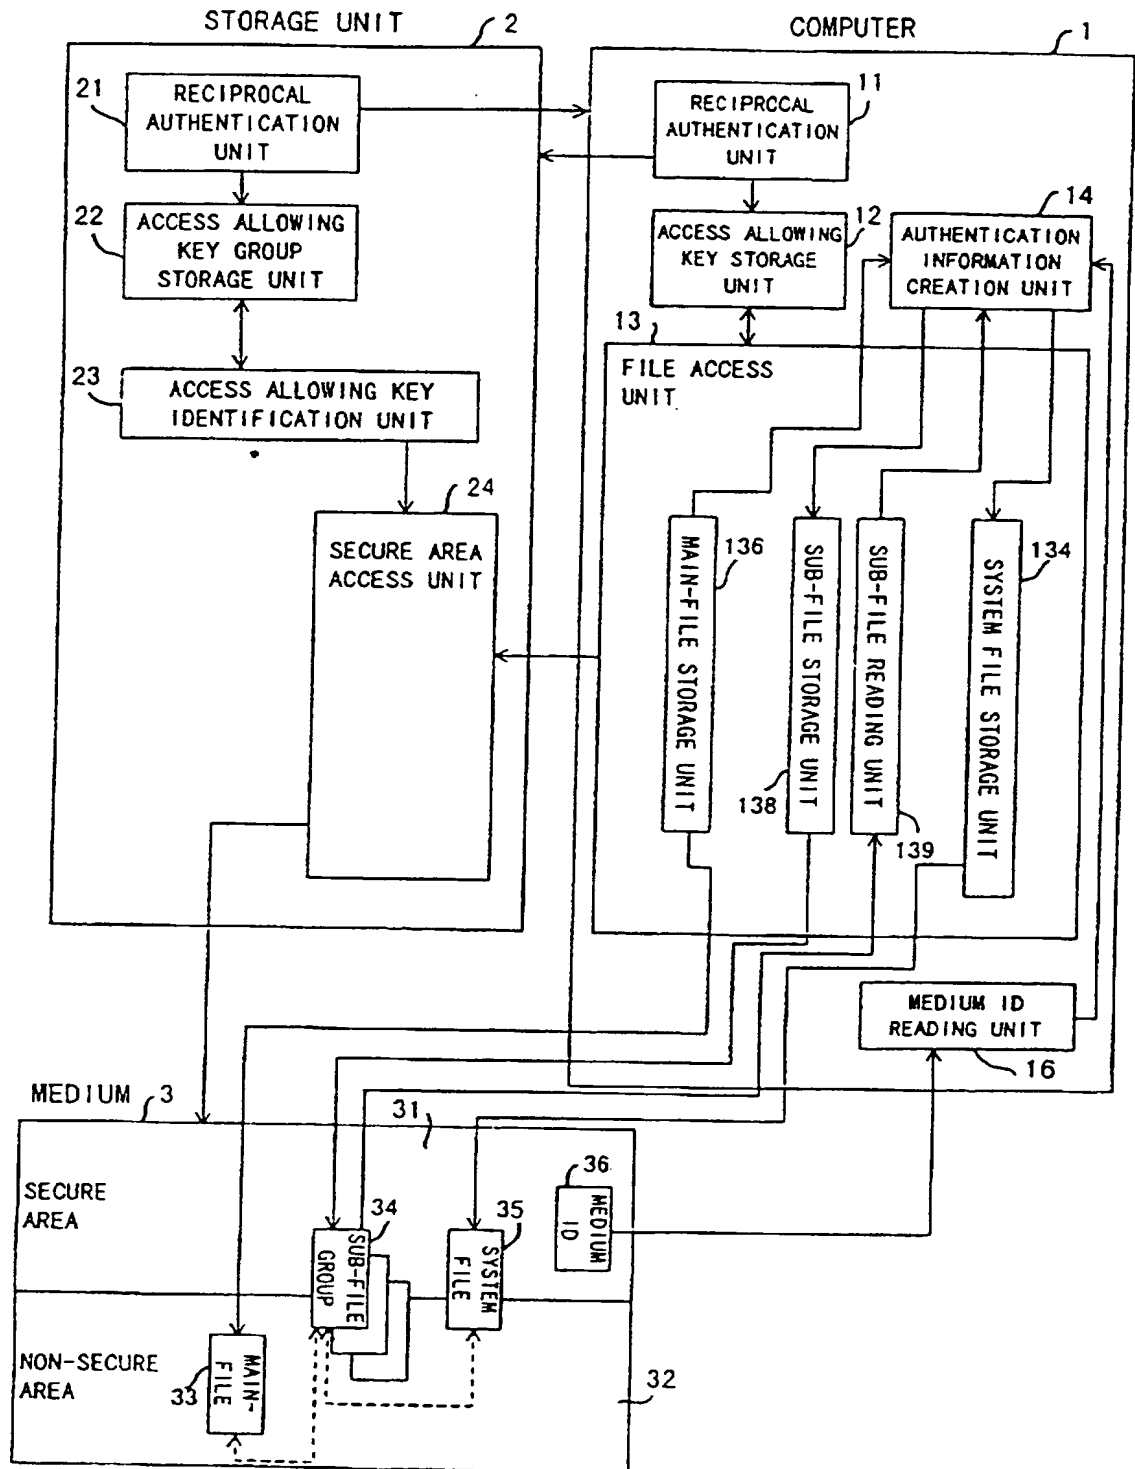 STORAGE UNIT
2
COMPUTER
1
21
RECIPROCAL
AUTHENTICATION
UNIT
11
RECIPROCAL
AUTHENTICATION
UNIT
22
ACCESS ALLOWING
KEY GROUP
STORAGE UNIT
12
ACCESS ALLOWING
KEY STORAGE
UNIT
14
AUTHENTICATION
INFORMATION
CREATION UNIT
23
ACCESS ALLOWING KEY
IDENTIFICATION UNIT
13
FILE ACCESS
UNIT
24
SECURE AREA
ACCESS UNIT
136
MAIN-FILE STORAGE UNIT
SUB-FILE STORAGE UNIT
138
SUB-FILE READING UNIT
139
134
SYSTEM FILE STORAGE UNIT
MEDIUM ID
READING UNIT
16
MEDIUM
3
31
SECURE
AREA
34
SUB-FILE
GROUP
35
SYSTEM
FILE
36
MEDIUM
ID
NON-SECURE
AREA
33
MAIN-
FILE
32